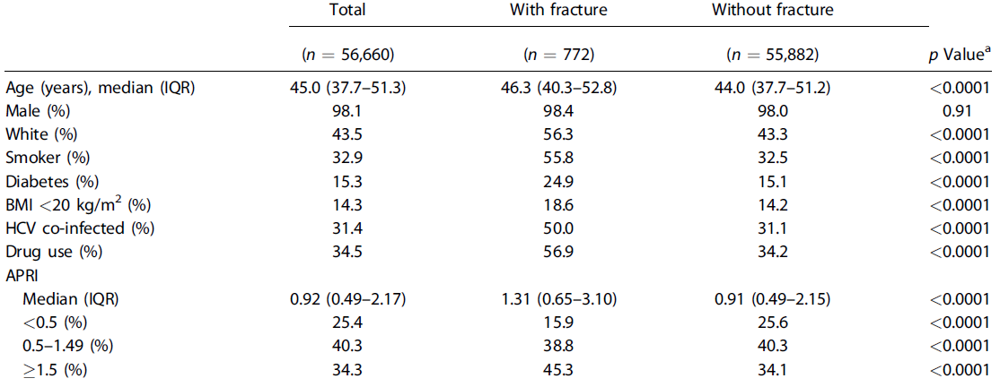 Total With fracture Without fracture
(n = 56,660) (n = 772) (n = 55,882) p Valueᵃ
Age (years), median (IQR) 45.0 (37.7–51.3) 46.3 (40.3–52.8) 44.0 (37.7–51.2) <0.0001
Male (%) 98.1 98.4 98.0 0.91
White (%) 43.5 56.3 43.3 <0.0001
Smoker (%) 32.9 55.8 32.5 <0.0001
Diabetes (%) 15.3 24.9 15.1 <0.0001
BMI <20 kg/m² (%) 14.3 18.6 14.2 <0.0001
HCV co-infected (%) 31.4 50.0 31.1 <0.0001
Drug use (%) 34.5 56.9 34.2 <0.0001
APRI
Median (IQR) 0.92 (0.49–2.17) 1.31 (0.65–3.10) 0.91 (0.49–2.15) <0.0001
<0.5 (%) 25.4 15.9 25.6 <0.0001
0.5–1.49 (%) 40.3 38.8 40.3 <0.0001
≥1.5 (%) 34.3 45.3 34.1 <0.0001